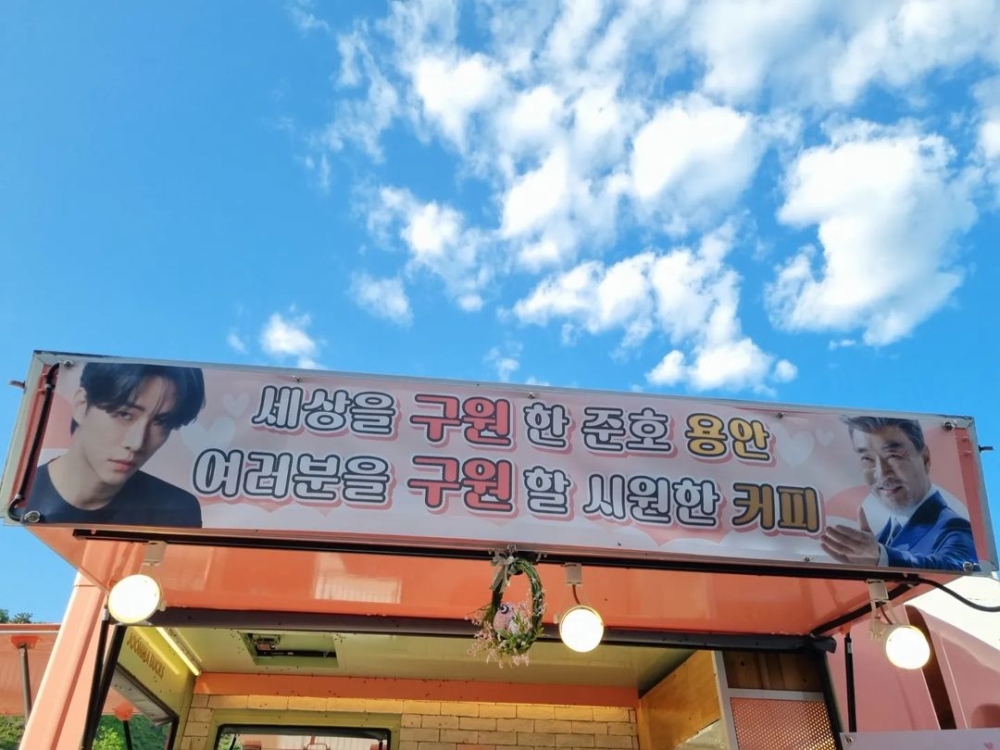 세상을 구원 한 준호 용안
여러분을 구원 할 시원한 커피